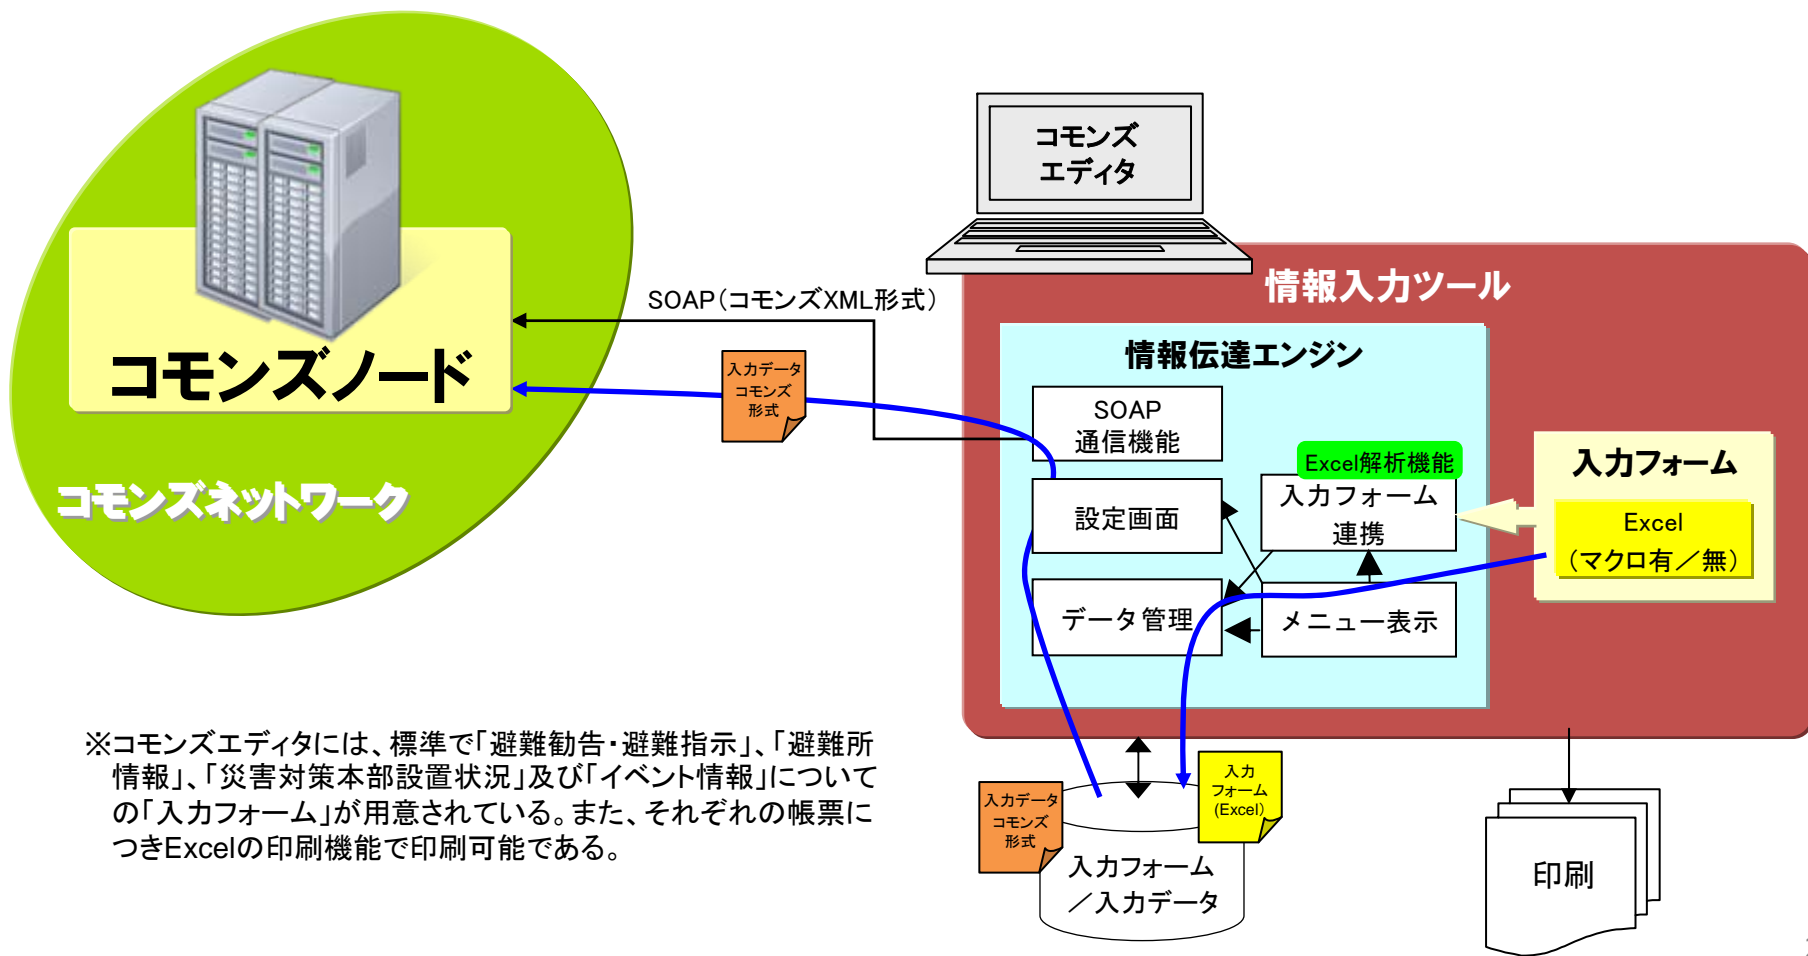 コモンズ
エディタ
情報入力ツール
SOAP（コモンズXML形式）
情報伝達エンジン
コモンズノード
入力データ
コモンズ
形式
SOAP
通信機能
Excel解析機能
入力フォーム
連携
入力フォーム
Excel
（マクロ有／無）
コモンズネットワーク
設定画面
データ管理
メニュー表示
※コモンズエディタには、標準で「避難勧告・避難指示」、「避難所
情報」、「災害対策本部設置状況」及び「イベント情報」について
の「入力フォーム」が用意されている。また、それぞれの帳票に
つきExcelの印刷機能で印刷可能である。
入力データ
コモンズ
形式
入力
フォーム
(Excel)
入力フォーム
／入力データ
印刷